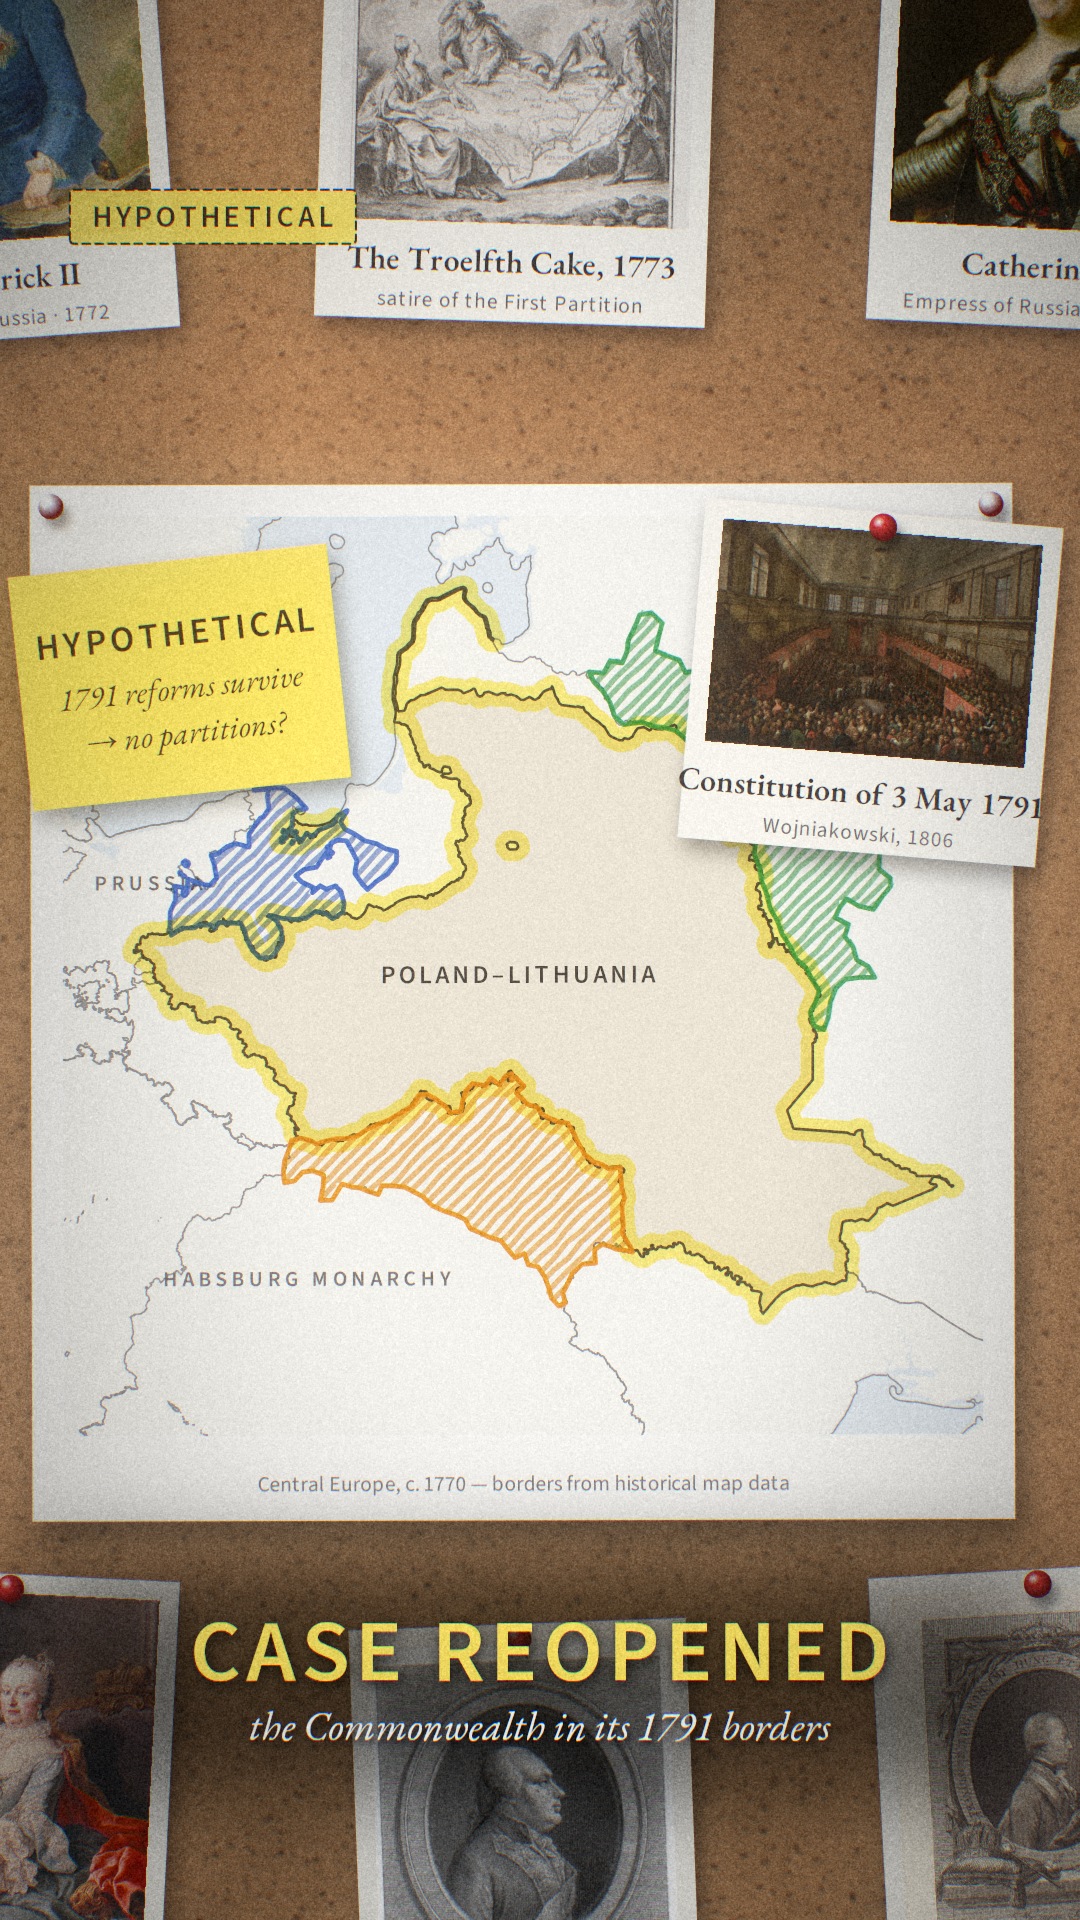 HYPOTHETICAL
rick II
ussia · 1772
The Troelfth Cake, 1773
satire of the First Partition
Catherin
Empress of Russia
HYPOTHETICAL
1791 reforms survive
→ no partitions?
Constitution of 3 May 1791
Wojniakowski, 1806
PRUSSIA
POLAND–LITHUANIA
HABSBURG MONARCHY
Central Europe, c. 1770 — borders from historical map data
CASE REOPENED
the Commonwealth in its 1791 borders